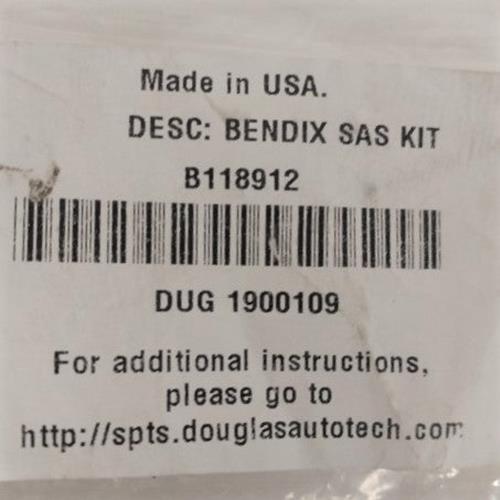 Made in USA.
DESC: BENDIX SAS KIT
B118912
DUG 1900109
For additional instructions,
please go to
http://spts.douglasautotech.com